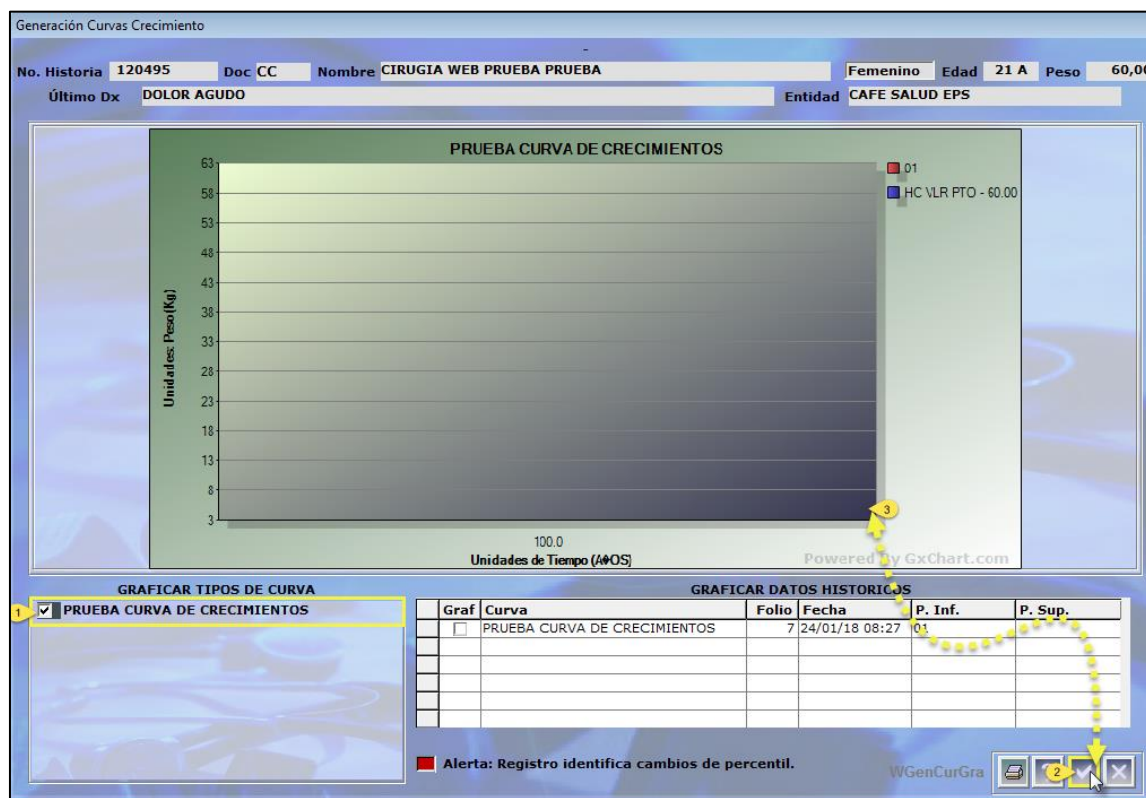 Generación Curvas Crecimiento
-
No. Historia 120495 Doc CC Nombre CIRUGIA WEB PRUEBA PRUEBA Femenino Edad 21 A Peso 60,00
Último Dx DOLOR AGUDO Entidad CAFE SALUD EPS
PRUEBA CURVA DE CRECIMIENTOS
63
58
53
48
43
38
33
28
23
18
13
8
3
Unidades: Peso(Kg)
01
HC VLR PTO - 60.00
3
100.0
Unidades de Tiempo (A�OS)
Powered By GxChart.com
GRAFICAR TIPOS DE CURVA
1 PRUEBA CURVA DE CRECIMIENTOS
GRAFICAR DATOS HISTORICOS
Graf Curva Folio Fecha P. Inf. P. Sup.
PRUEBA CURVA DE CRECIMIENTOS 7 24/01/18 08:27 01
Alerta: Registro identifica cambios de percentil.
WGenCurGra ? 2